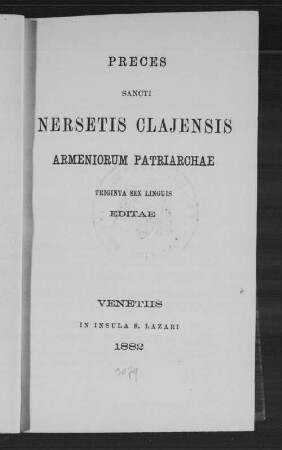 PRECES
SANCTI
NERSETIS CLAJENSIS
ARMENIORUM PATRIARCHAE
TRIGINTA SEX LINGUIS
EDITAE
VENETIIS
IN INSULA S. LAZARI
1882